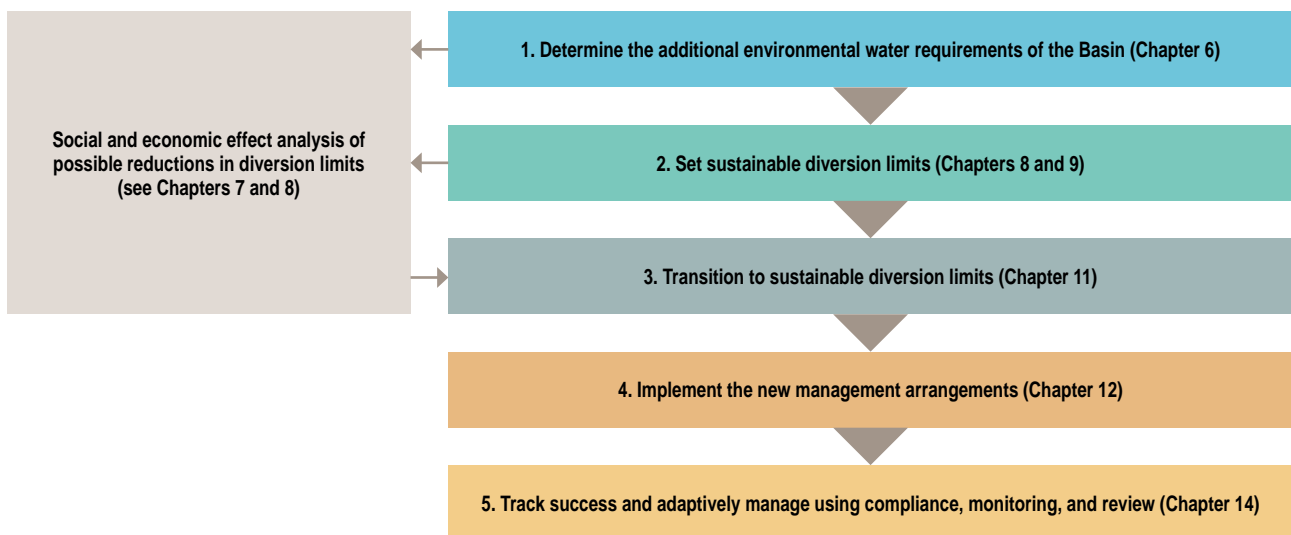 1. Determine the additional environmental water requirements of the Basin (Chapter 6)
Social and economic effect analysis of
possible reductions in diversion limits
(see Chapters 7 and 8)
2. Set sustainable diversion limits (Chapters 8 and 9)
3. Transition to sustainable diversion limits (Chapter 11)
4. Implement the new management arrangements (Chapter 12)
5. Track success and adaptively manage using compliance, monitoring, and review (Chapter 14)